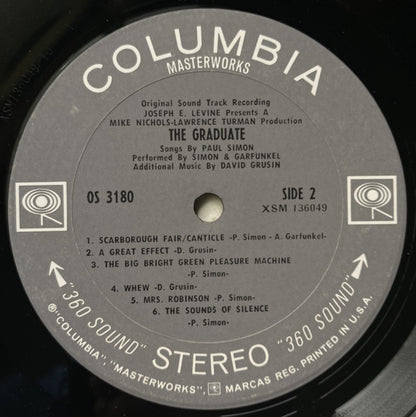 COLUMBIA
MASTERWORKS
Original Sound Track Recording
JOSEPH E. LEVINE Presents A
MIKE NICHOLS-LAWRENCE TURMAN Production
THE GRADUATE
Songs By PAUL SIMON
Performed By SIMON & GARFUNKEL
Additional Music By DAVID GRUSIN
OS 3180
SIDE 2
XSM 136049
1. SCARBOROUGH FAIR/CANTICLE -P. Simon - A. Garfunkel-
2. A GREAT EFFECT -D. Grusin-
3. THE BIG BRIGHT GREEN PLEASURE MACHINE
-P. Simon-
4. WHEW -D. Grusin-
5. MRS. ROBINSON -P. Simon-
6. THE SOUNDS OF SILENCE
-P. Simon-
"360 SOUND" STEREO "360 SOUND"
®"COLUMBIA", "MASTERWORKS", MARCAS REG. PRINTED IN U.S.A.